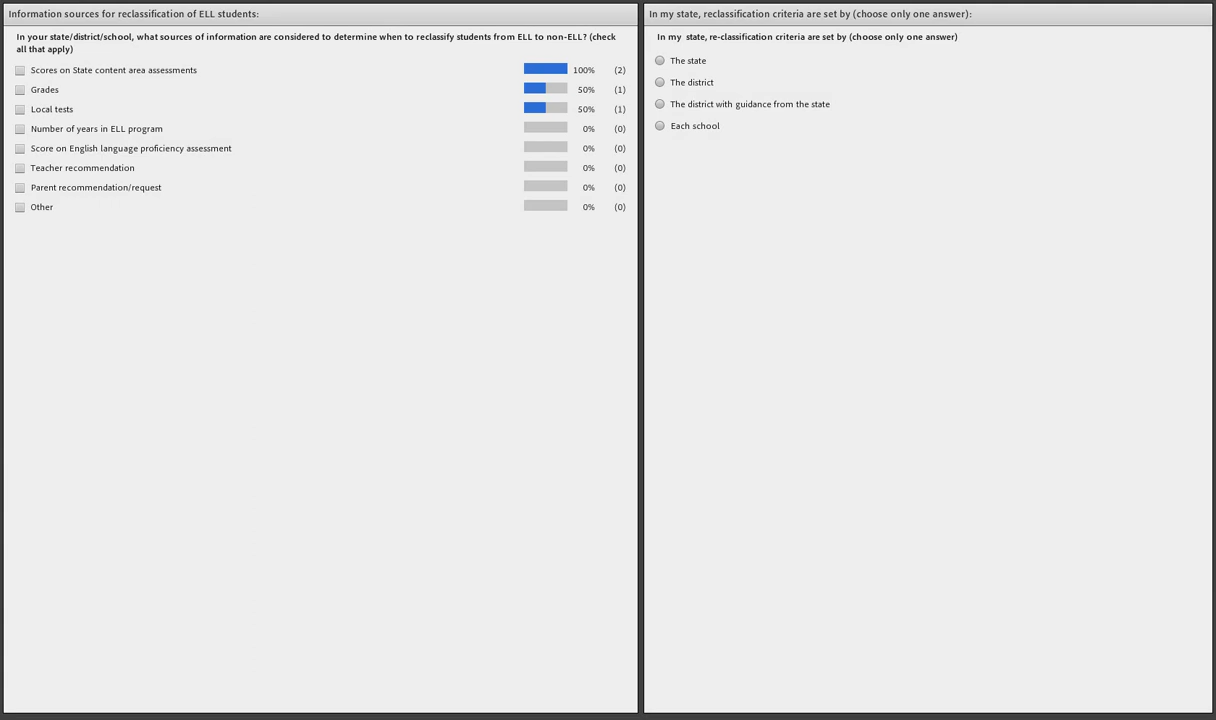 Information sources for reclassification of ELL students:
In your state/district/school, what sources of information are considered to determine when to reclassify students from ELL to non-ELL? (check
all that apply)
Scores on State content area assessments 100% (2)
Grades 50% (1)
Local tests 50% (1)
Number of years in ELL program 0% (0)
Score on English language proficiency assessment 0% (0)
Teacher recommendation 0% (0)
Parent recommendation/request 0% (0)
Other 0% (0)
In my state, reclassification criteria are set by (choose only one answer):
In my  state, re-classification criteria are set by (choose only one answer)
The state
The district
The district with guidance from the state
Each school